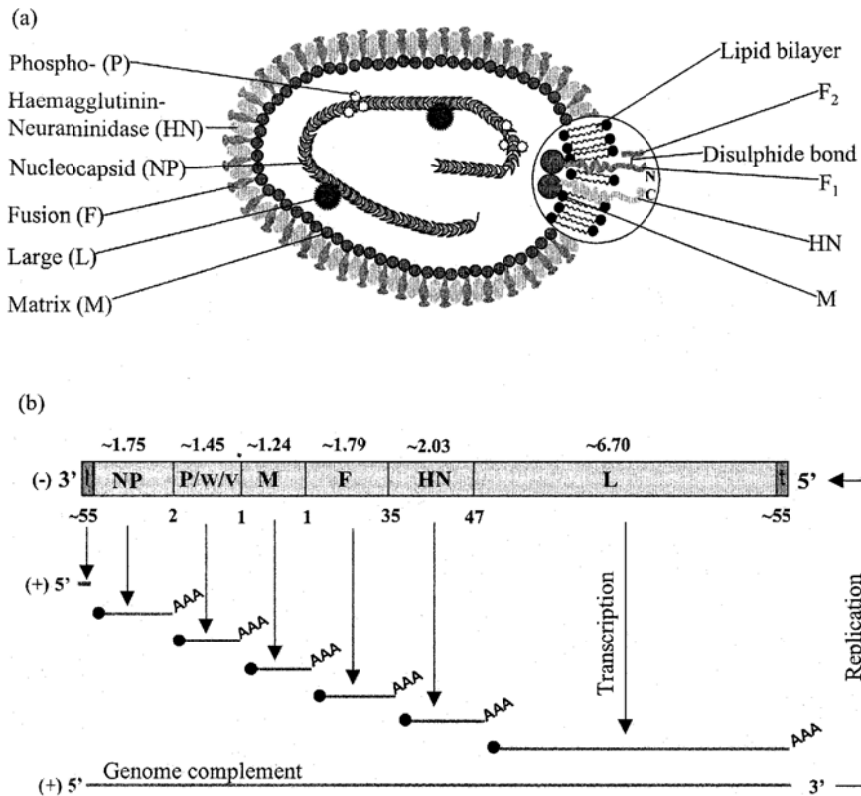 (a)
Phospho- (P)
Haemagglutinin-
Neuraminidase (HN)
Nucleocapsid (NP)
Fusion (F)
Large (L)
Matrix (M)
Lipid bilayer
F2
Disulphide bond
N
F1
C
HN
M
(b)
~1.75 ~1.45 ~1.24 ~1.79 ~2.03 ~6.70
(-) 3' l NP P/W/V M F HN L t 5'
~55 2 1 1 35 47 ~55
(+) 5'
AAA
AAA
AAA
AAA
AAA
AAA
Transcription
Replication
Genome complement
(+) 5' 3'